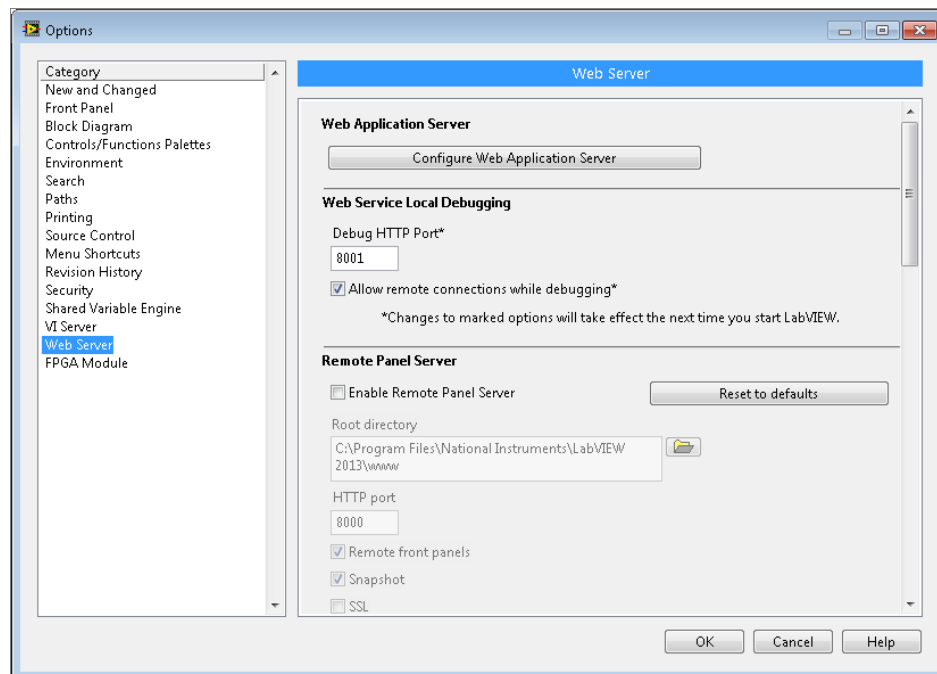 Options
Category
New and Changed
Front Panel
Block Diagram
Controls/Functions Palettes
Environment
Search
Paths
Printing
Source Control
Menu Shortcuts
Revision History
Security
Shared Variable Engine
VI Server
Web Server
FPGA Module
Web Server
Web Application Server
Configure Web Application Server
Web Service Local Debugging
Debug HTTP Port*
8001
Allow remote connections while debugging*
*Changes to marked options will take effect the next time you start LabVIEW.
Remote Panel Server
Enable Remote Panel Server
Reset to defaults
Root directory
C:\Program Files\National Instruments\LabVIEW
2013\www
HTTP port
8000
Remote front panels
Snapshot
SSL
OK
Cancel
Help